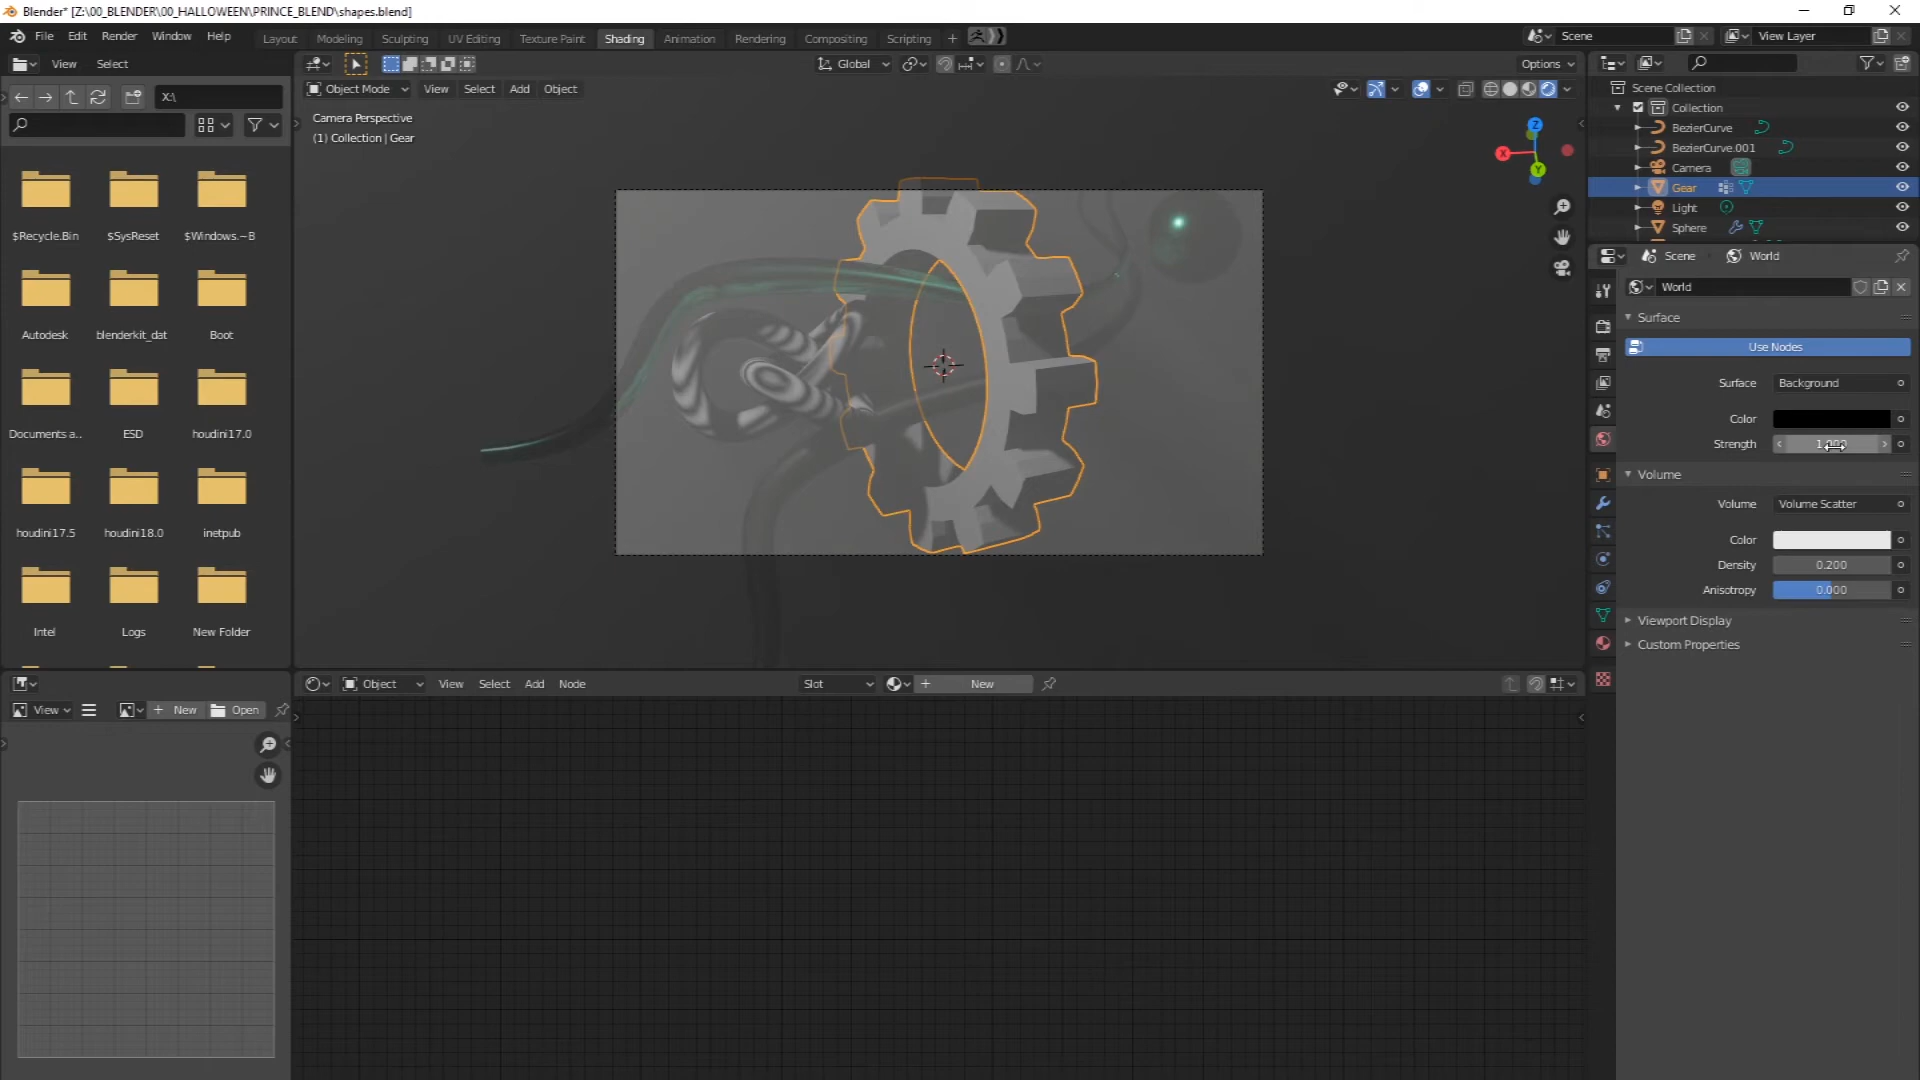 Blender* [Z:\00_BLENDER\00_HALLOWEEN\PRINCE_BLEND\shapes.blend]
File Edit Render Window Help Layout Modeling Sculpting UV Editing Texture Paint Shading Animation Rendering Compositing Scripting Scene View Layer
View Select Global Options
X:\ Object Mode View Select Add Object
Scene Collection
Collection
BezierCurve
BezierCurve.001
Camera
Gear
Light
Sphere
Camera Perspective
(1) Collection | Gear
X Y Z
$Recycle.Bin $SysReset $Windows.~B
Autodesk blenderkit_dat Boot
Documents a.. ESD houdini17.0
houdini17.5 houdini18.0 inetpub
Intel Logs New Folder
Scene World
World
Surface
Use Nodes
Surface Background
Color
Strength 1.000
Volume
Volume Volume Scatter
Color
Density 0.200
Anisotropy 0.000
Viewport Display
Custom Properties
Object View Select Add Node Slot New
View New Open